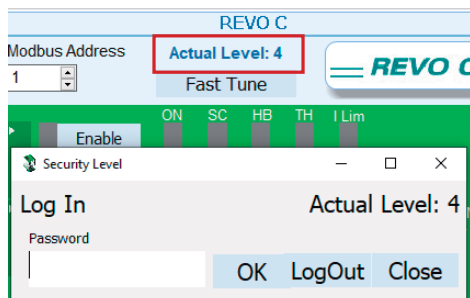 REVO C
Modbus Address
Actual Level: 4
1
Fast Tune
REVO C
ON SC HB TH I Lim
Enable
Security Level
Log In
Actual Level: 4
Password
OK LogOut Close